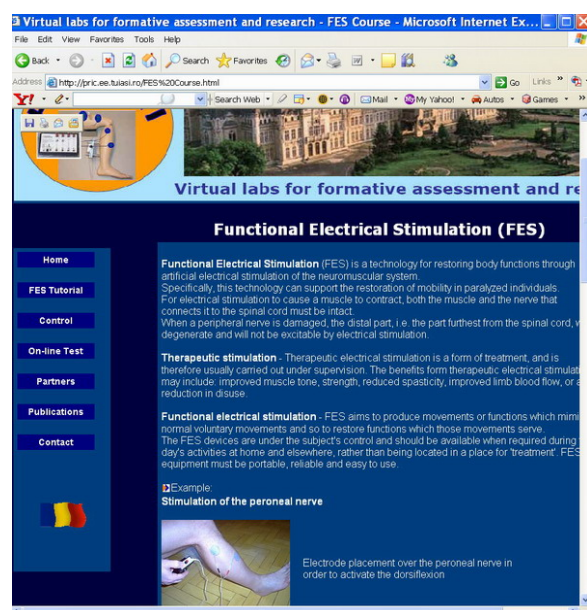 Virtual labs for formative assessment and research - FES Course - Microsoft Internet Ex...
File Edit View Favorites Tools Help
Back Search Favorites
Address http://pric.ee.tuiasi.ro/FES%20Course.html Go Links »
Y! Search Web Mail My Yahoo! Autos Games »
Virtual labs for formative assessment and re
Functional Electrical Stimulation (FES)
Home
FES Tutorial
Control
On-line Test
Partners
Publications
Contact
Functional Electrical Stimulation (FES) is a technology for restoring body functions through
artificial electrical stimulation of the neuromuscular system.
Specifically, this technology can support the restoration of mobility in paralyzed individuals.
For electrical stimulation to cause a muscle to contract, both the muscle and the nerve that
connects it to the spinal cord must be intact.
When a peripheral nerve is damaged, the distal part, i.e. the part furthest from the spinal cord, w
degenerate and will not be excitable by electrical stimulation.
Therapeutic stimulation - Therapeutic electrical stimulation is a form of treatment, and is
therefore usually carried out under supervision. The benefits form therapeutic electrical stimulati
may include: improved muscle tone, strength, reduced spasticity, improved limb blood flow, or a
reduction in disuse.
Functional electrical stimulation - FES aims to produce movements or functions which mimi
normal voluntary movements and so to restore functions which those movements serve.
The FES devices are under the subject's control and should be available when required during
day's activities at home and elsewhere, rather than being located in a place for 'treatment'. FES
equipment must be portable, reliable and easy to use.
Example:
Stimulation of the peroneal nerve
Electrode placement over the peroneal nerve in
order to activate the dorsiflexion